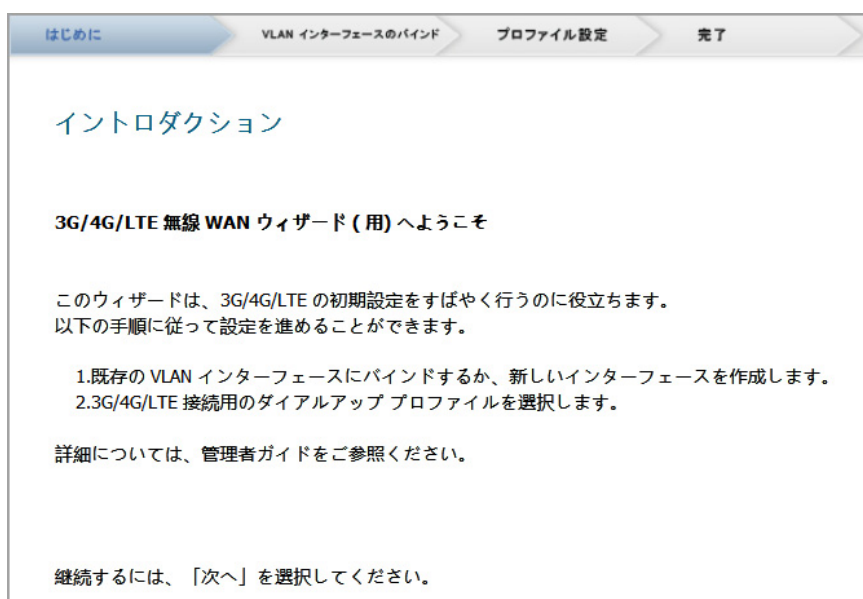 はじめに
VLAN インターフェースのバインド
プロファイル設定
完了
イントロダクション
3G/4G/LTE 無線 WAN ウィザード ( 用) へようこそ
このウィザードは、3G/4G/LTE の初期設定をすばやく行うのに役立ちます。
以下の手順に従って設定を進めることができます。
1.既存の VLAN インターフェースにバインドするか、新しいインターフェースを作成します。
2.3G/4G/LTE 接続用のダイアルアップ プロファイルを選択します。
詳細については、管理者ガイドをご参照ください。
継続するには、「次へ」を選択してください。